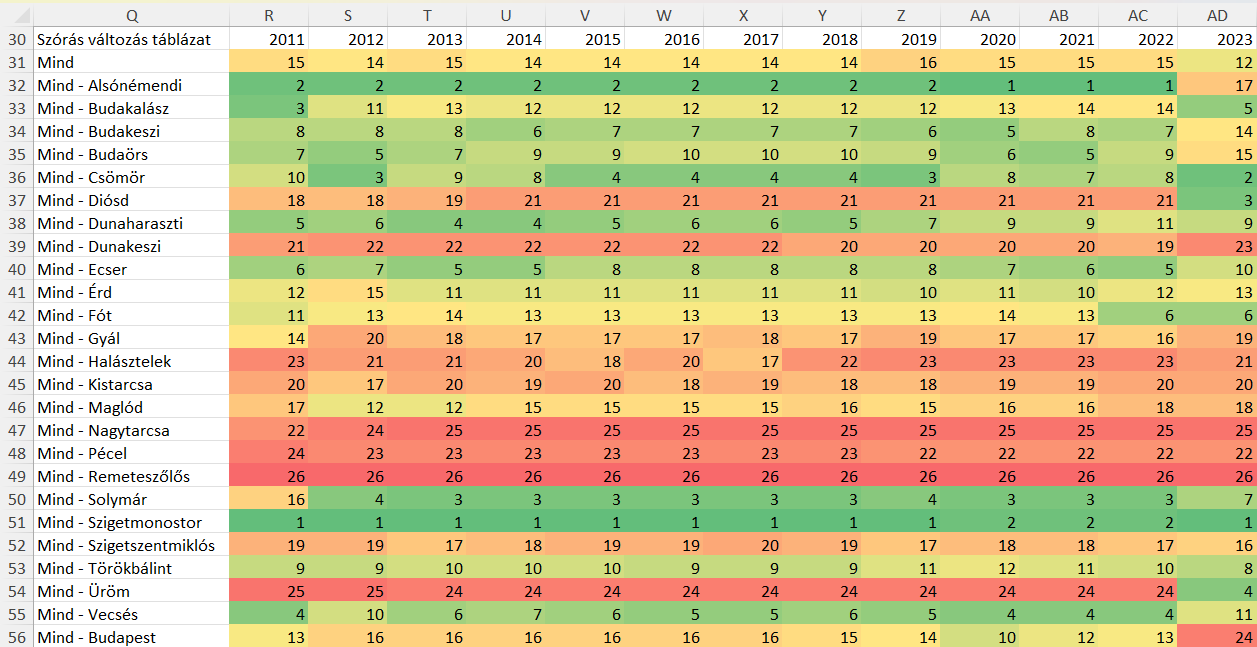 Q R S T U V W X Y Z AA AB AC AD
30 Szórás változás táblázat 2011 2012 2013 2014 2015 2016 2017 2018 2019 2020 2021 2022 2023
31 Mind 15 14 15 14 14 14 14 14 16 15 15 15 12
32 Mind - Alsónémendi 2 2 2 2 2 2 2 2 2 1 1 1 17
33 Mind - Budakalász 3 11 13 12 12 12 12 12 12 13 14 14 5
34 Mind - Budakeszi 8 8 8 6 7 7 7 7 6 5 8 7 14
35 Mind - Budaörs 7 5 7 9 9 10 10 10 9 6 5 9 15
36 Mind - Csömör 10 3 9 8 4 4 4 4 3 8 7 8 2
37 Mind - Diósd 18 18 19 21 21 21 21 21 21 21 21 21 3
38 Mind - Dunaharaszti 5 6 4 4 5 6 6 5 7 9 9 11 9
39 Mind - Dunakeszi 21 22 22 22 22 22 22 20 20 20 20 19 23
40 Mind - Ecser 6 7 5 5 8 8 8 8 8 7 6 5 10
41 Mind - Érd 12 15 11 11 11 11 11 11 10 11 10 12 13
42 Mind - Fót 11 13 14 13 13 13 13 13 13 14 13 6 6
43 Mind - Gyál 14 20 18 17 17 17 18 17 19 17 17 16 19
44 Mind - Halásztelek 23 21 21 20 18 20 17 22 23 23 23 23 21
45 Mind - Kistarcsa 20 17 20 19 20 18 19 18 18 19 19 20 20
46 Mind - Maglód 17 12 12 15 15 15 15 16 15 16 16 18 18
47 Mind - Nagytarcsa 22 24 25 25 25 25 25 25 25 25 25 25 25
48 Mind - Pécel 24 23 23 23 23 23 23 23 22 22 22 22 22
49 Mind - Remeteszőlős 26 26 26 26 26 26 26 26 26 26 26 26 26
50 Mind - Solymár 16 4 3 3 3 3 3 3 4 3 3 3 7
51 Mind - Szigetmonostor 1 1 1 1 1 1 1 1 1 2 2 2 1
52 Mind - Szigetszentmiklós 19 19 17 18 19 19 20 19 17 18 18 17 16
53 Mind - Törökbálint 9 9 10 10 10 9 9 9 11 12 11 10 8
54 Mind - Üröm 25 25 24 24 24 24 24 24 24 24 24 24 4
55 Mind - Vecsés 4 10 6 7 6 5 5 6 5 4 4 4 11
56 Mind - Budapest 13 16 16 16 16 16 16 15 14 10 12 13 24